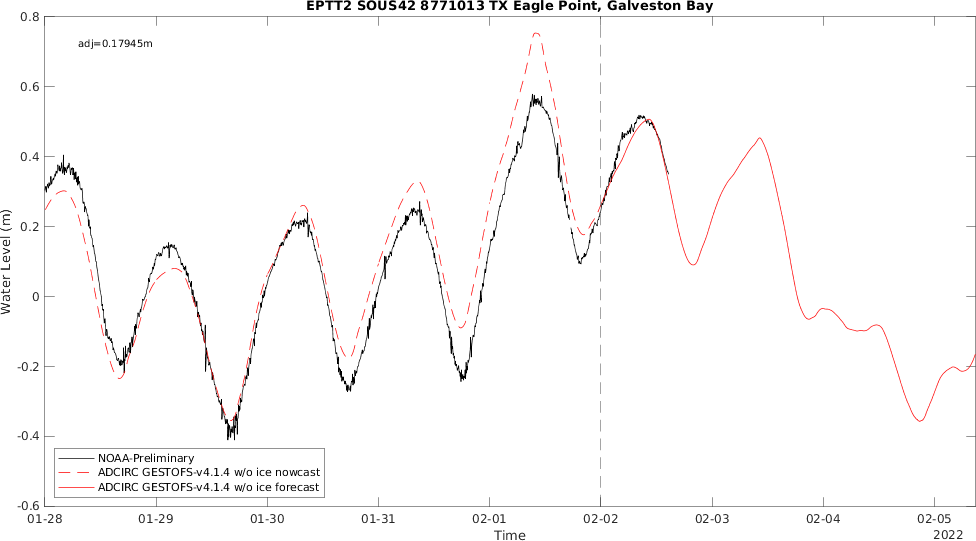 EPTT2 SOUS42 8771013 TX Eagle Point, Galveston Bay
adj=0.17945m
0.8
0.6
0.4
0.2
0
-0.2
-0.4
-0.6
Water Level (m)
NOAA-Preliminary
ADCIRC GESTOFS-v4.1.4 w/o ice nowcast
ADCIRC GESTOFS-v4.1.4 w/o ice forecast
01-28 01-29 01-30 01-31 02-01 02-02 02-03 02-04 02-05
Time
2022